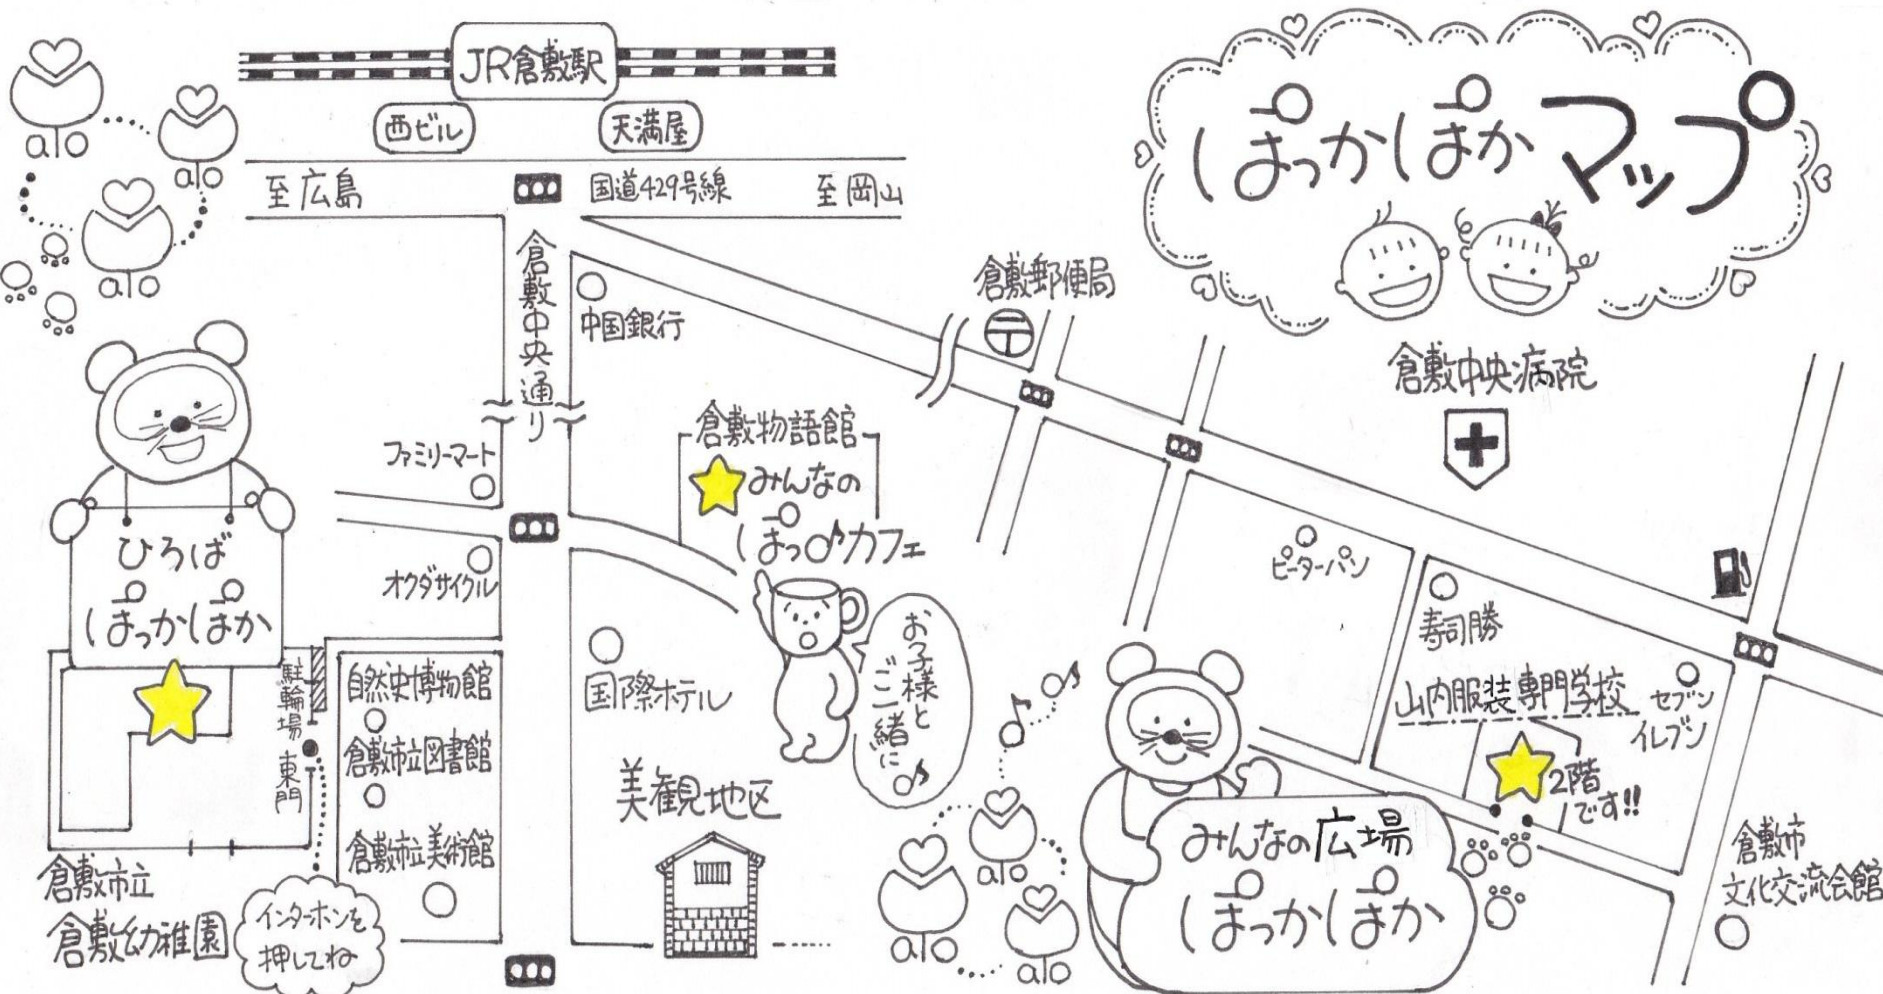 JR倉敷駅
西ビル
天満屋
至広島
国道429号線
至岡山
ぽっかぽか マップ
alo
alo
alo
倉敷中央通り
中国銀行
倉敷郵便局
〒
倉敷中央病院
ファミリーマート
倉敷物語館
みんなの
ぽっ♪カフェ
オクダサイクル
ひろば
ぽっかぽか
駐輪場
東門
自然史博物館
倉敷市立図書館
倉敷市立美術館
倉敷市立
倉敷幼稚園
インターホンを
押してね
国際ホテル
美観地区
お子様と
ご一緒に♪
ピーターパン
寿司勝
山内服装専門学校
セブン
イレブン
2階
です!!
みんなの広場
ぽっかぽか
alo
alo
alo
倉敷市
文化交流会館